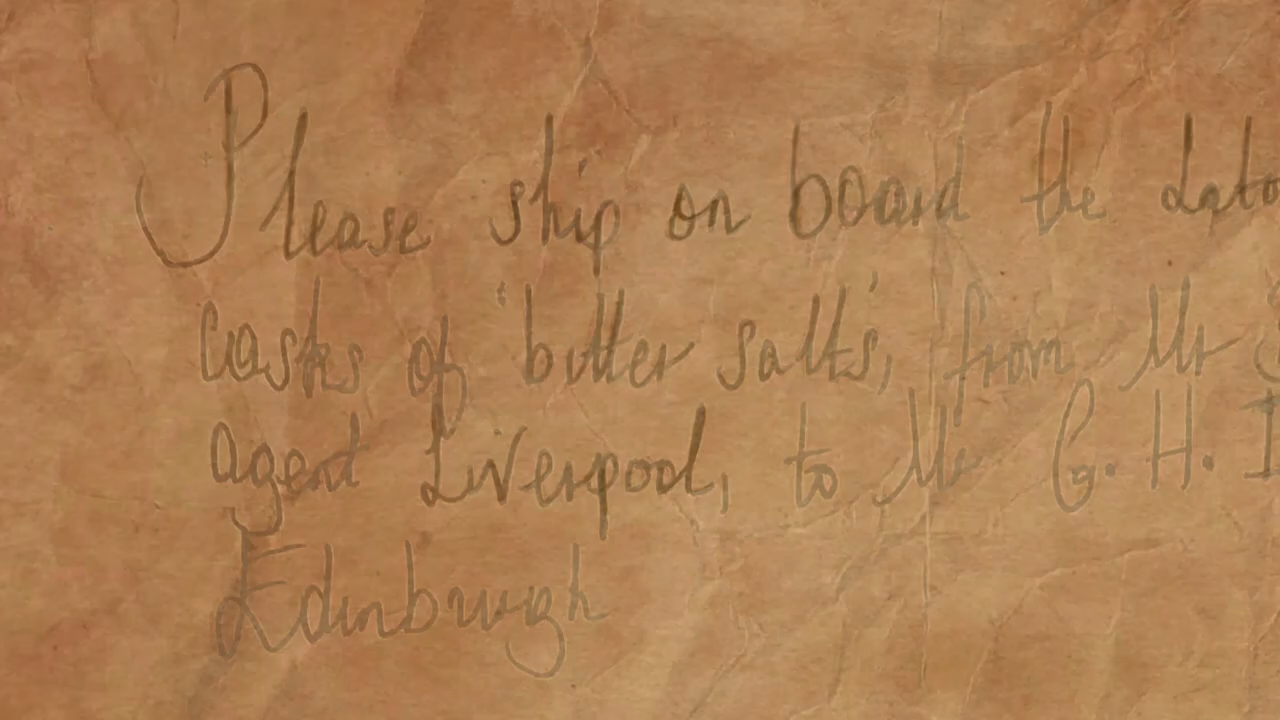 Please ship on board the
casks of 'bitter salts', from Mr
agent Liverpool, to Mr G. H.
Edinburgh